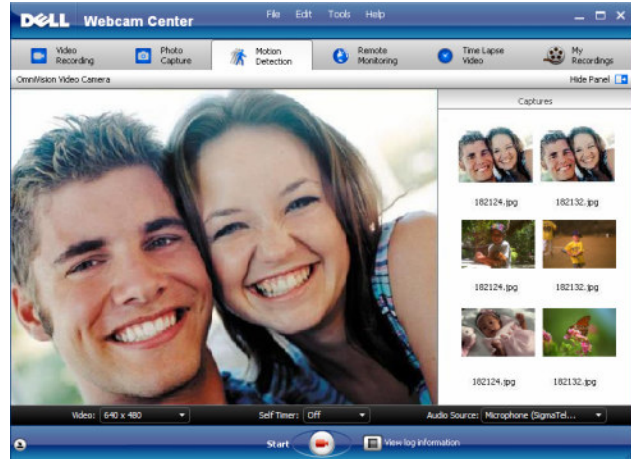 DELL Webcam Center
File Edit Tools Help
Video Recording
Photo Capture
Motion Detection
Remote Monitoring
Time Lapse Video
My Recordings
OmniVision Video Camera
Hide Panel
Captures
182124.jpg 182132.jpg
182124.jpg 182132.jpg
182124.jpg 182132.jpg
Video: 640 x 480 Self Timer: Off Audio Source: Microphone (SigmaTel...
Start View log information